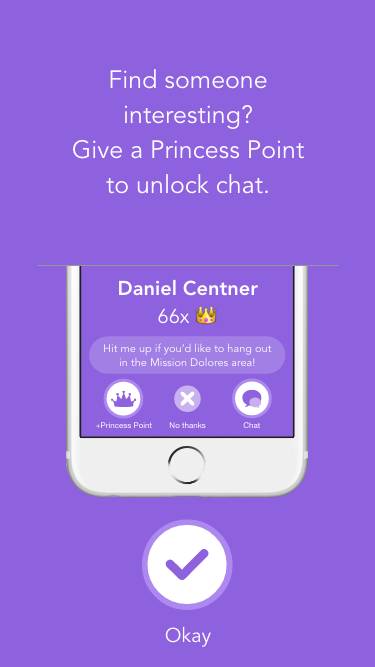 Find someone
interesting?
Give a Princess Point
to unlock chat.
Daniel Centner
66x 👑
Hit me up if you’d like to hang out
in the Mission Dolores area!
+Princess Point No thanks Chat
Okay